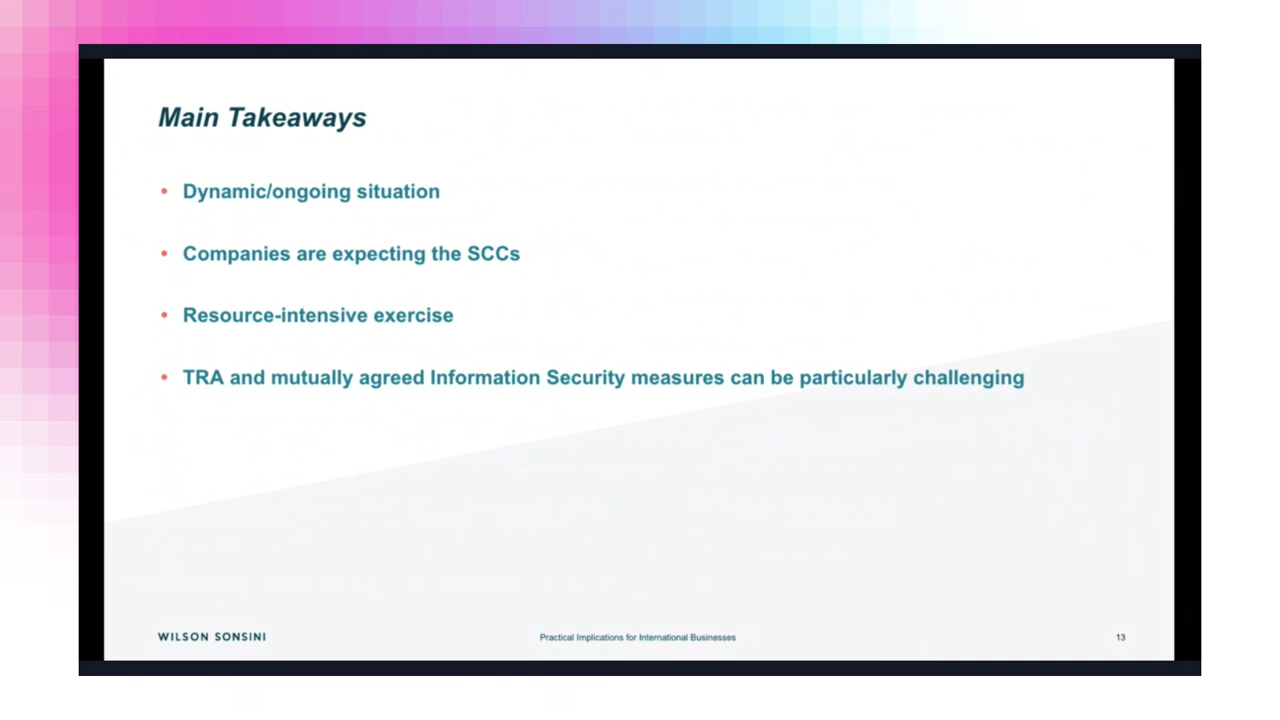 Main Takeaways
• Dynamic/ongoing situation
• Companies are expecting the SCCs
• Resource-intensive exercise
• TRA and mutually agreed Information Security measures can be particularly challenging
WILSON SONSINI
Practical Implications for International Businesses
13